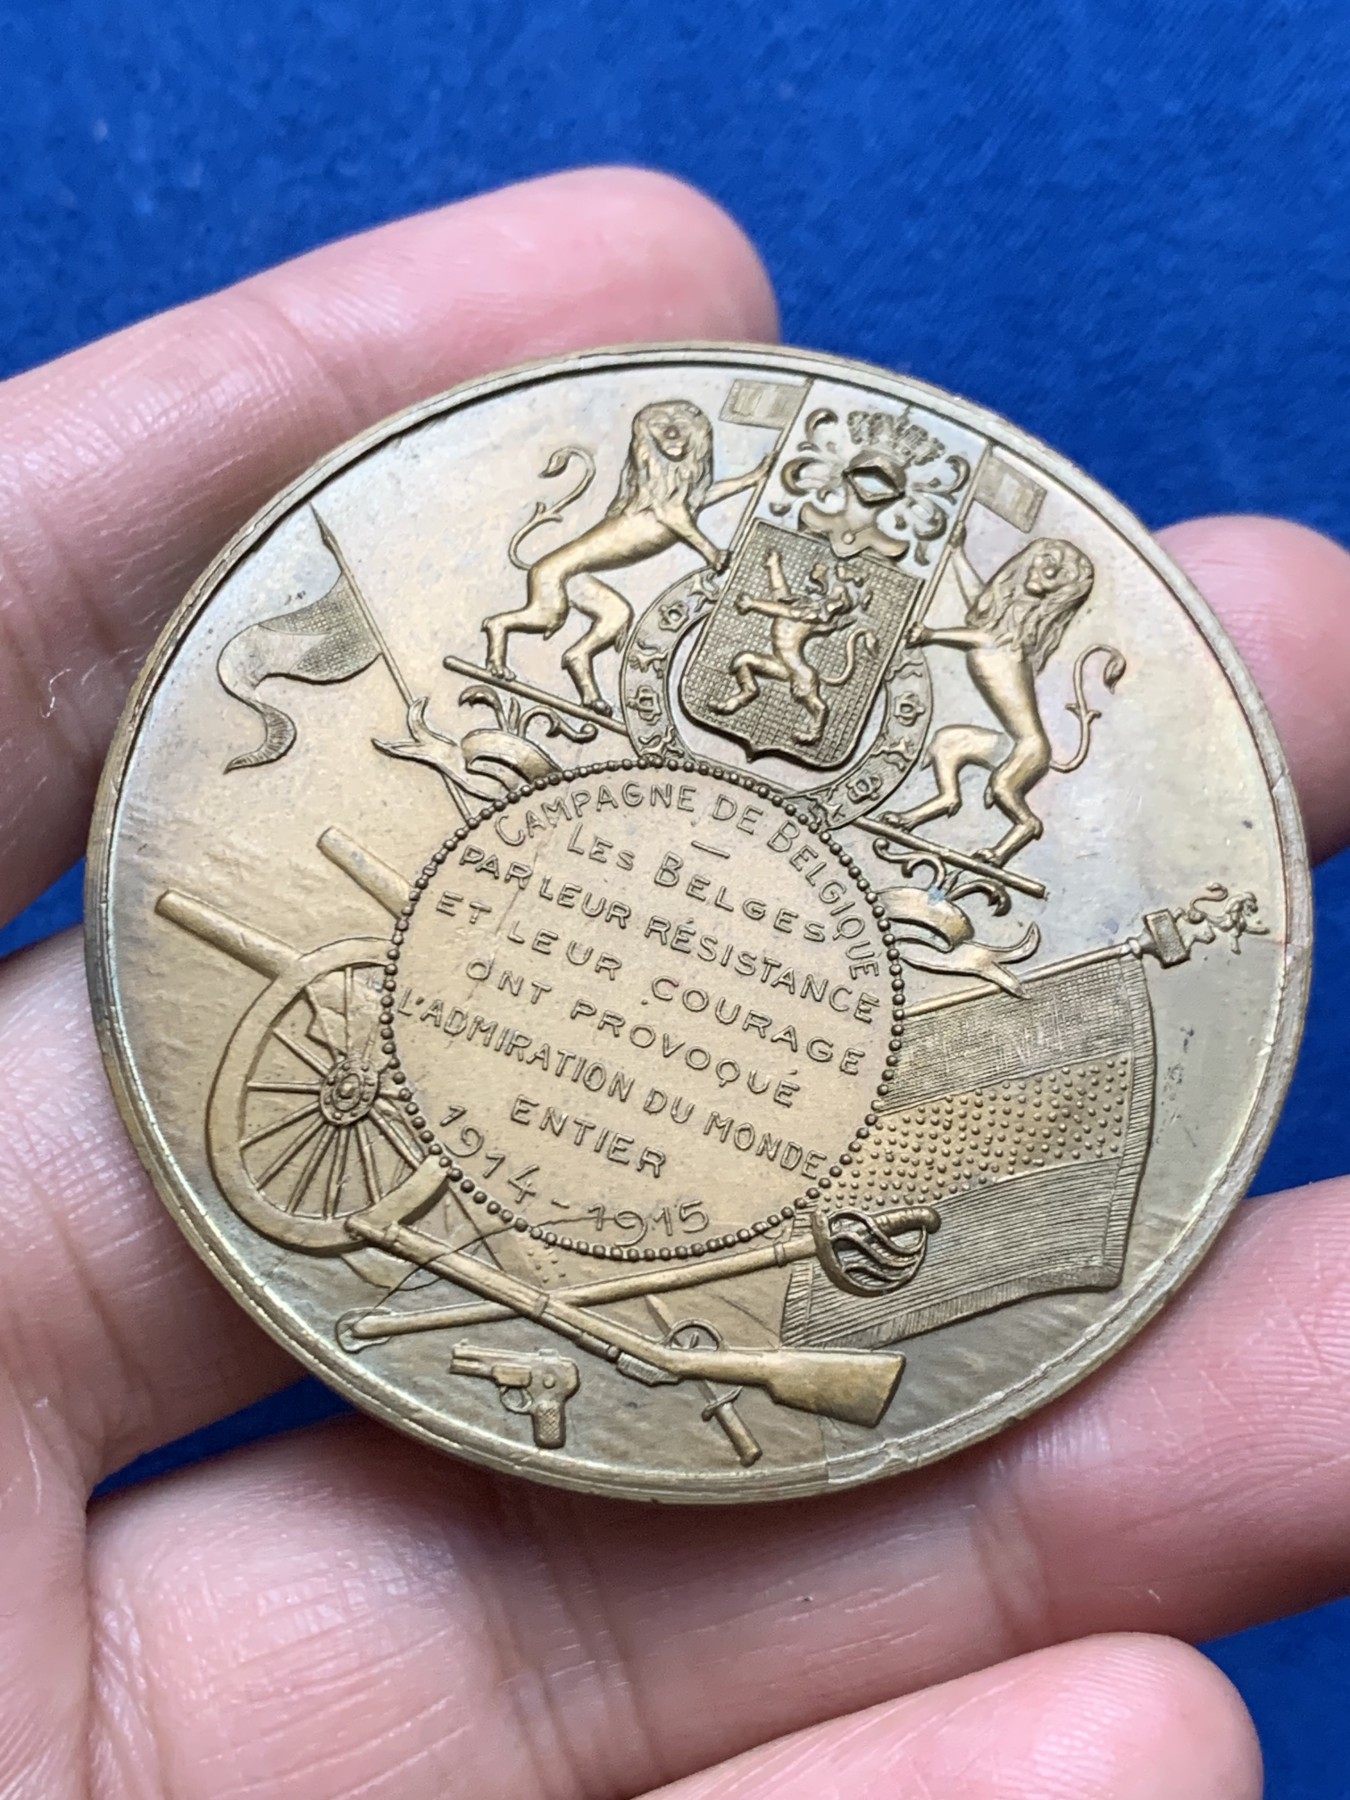 CAMPAGNE DE BELGIQUE
LES BELGES
PAR LEUR RÉSISTANCE
ET LEUR COURAGE
ONT PROVOQUÉ
L'ADMIRATION DU MONDE
ENTIER
1914-1915